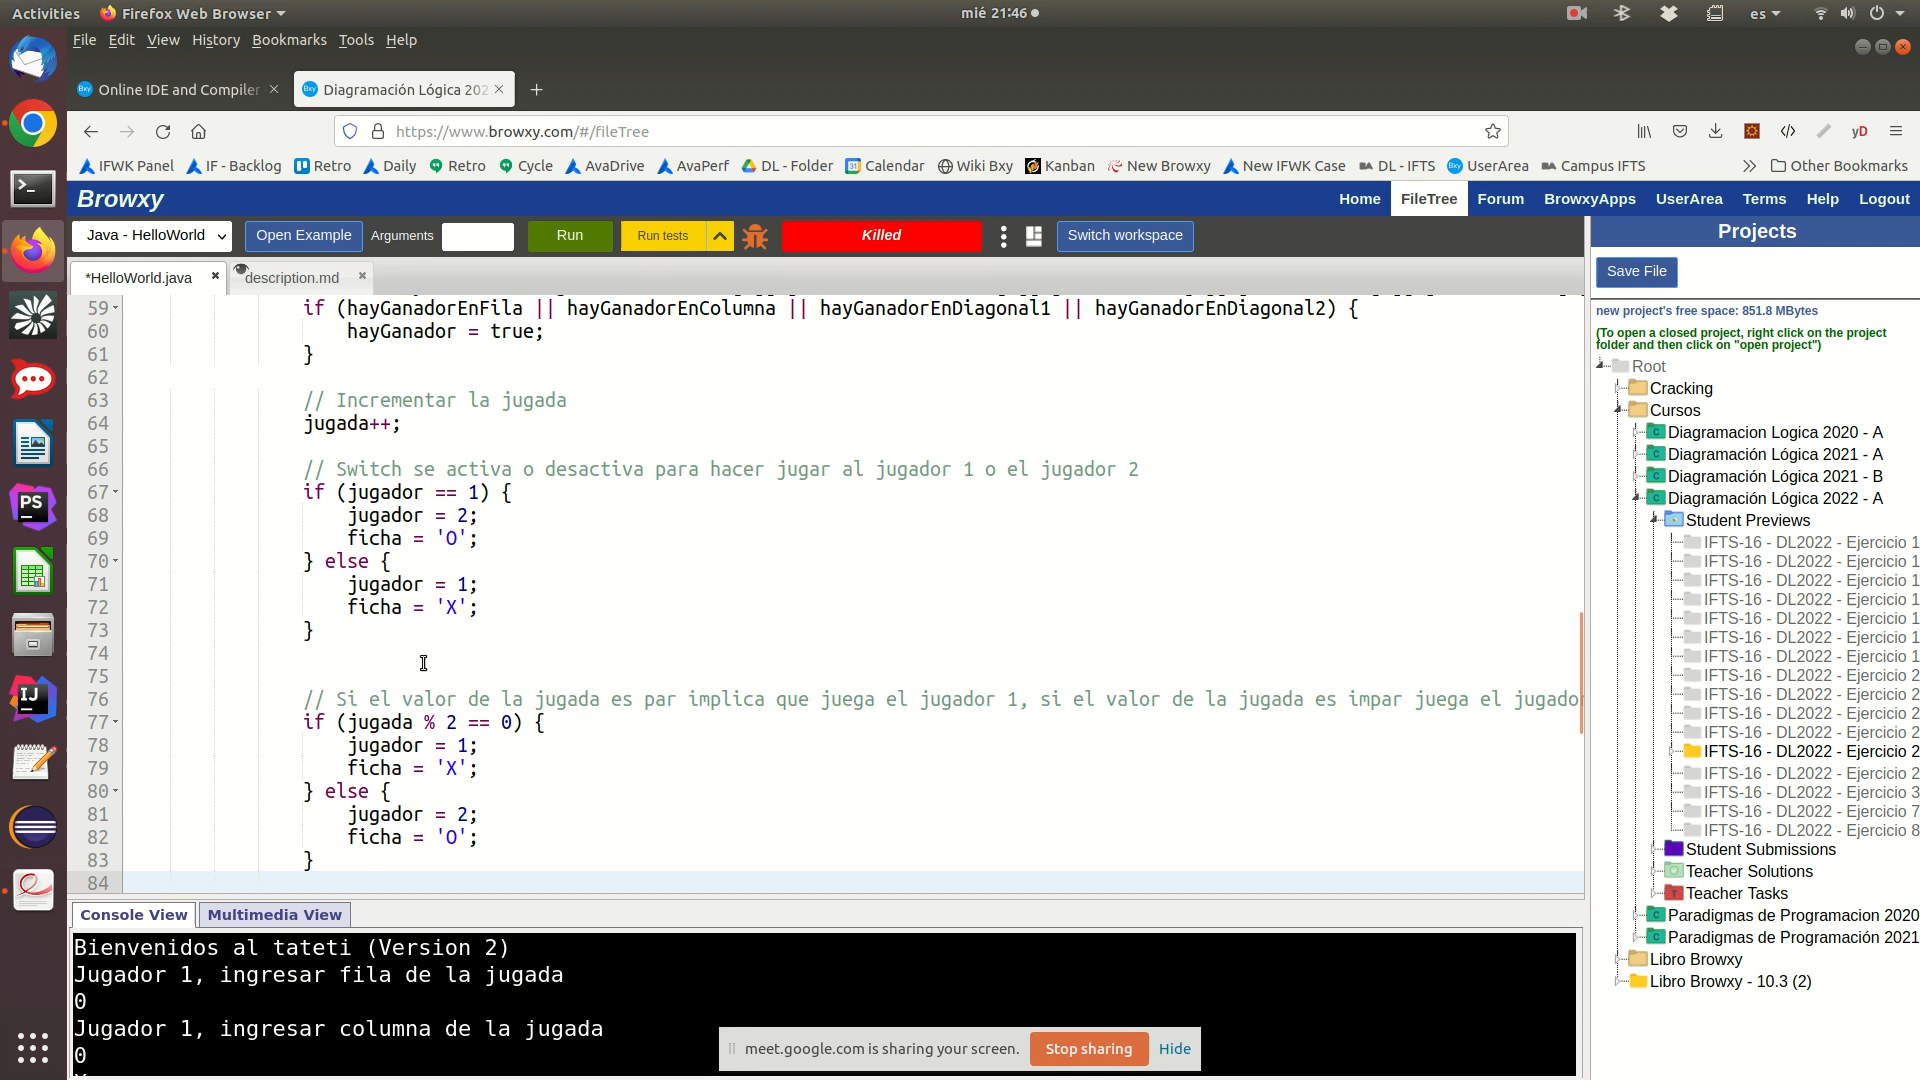 Activities Firefox Web Browser mié 21:46 es
File Edit View History Bookmarks Tools Help
Online IDE and Compiler Diagramación Lógica 202
https://www.browxy.com/#/fileTree
IFWK Panel IF - Backlog Retro Daily Retro Cycle AvaDrive AvaPerf DL - Folder Calendar Wiki Bxy Kanban New Browxy New IFWK Case DL - IFTS UserArea Campus IFTS Other Bookmarks
Browxy Home FileTree Forum BrowxyApps UserArea Terms Help Logout
Java - HelloWorld Open Example Arguments Run Run tests Killed Switch workspace
*HelloWorld.java description.md
59 if (hayGanadorEnFila || hayGanadorEnColumna || hayGanadorEnDiagonal1 || hayGanadorEnDiagonal2) {
60 hayGanador = true;
61 }
62
63 // Incrementar la jugada
64 jugada++;
65
66 // Switch se activa o desactiva para hacer jugar al jugador 1 o el jugador 2
67 if (jugador == 1) {
68 jugador = 2;
69 ficha = 'O';
70 } else {
71 jugador = 1;
72 ficha = 'X';
73 }
74
75
76 // Si el valor de la jugada es par implica que juega el jugador 1, si el valor de la jugada es impar juega el jugado
77 if (jugada % 2 == 0) {
78 jugador = 1;
79 ficha = 'X';
80 } else {
81 jugador = 2;
82 ficha = 'O';
83 }
84
Console View Multimedia View
Bienvenidos al tateti (Version 2)
Jugador 1, ingresar fila de la jugada
0
Jugador 1, ingresar columna de la jugada
0
meet.google.com is sharing your screen. Stop sharing Hide
Projects
Save File
new project's free space: 851.8 MBytes
(To open a closed project, right click on the project
folder and then click on "open project")
Root
Cracking
Cursos
Diagramacion Logica 2020 - A
Diagramación Lógica 2021 - A
Diagramación Lógica 2021 - B
Diagramación Lógica 2022 - A
Student Previews
IFTS-16 - DL2022 - Ejercicio 1
IFTS-16 - DL2022 - Ejercicio 1
IFTS-16 - DL2022 - Ejercicio 1
IFTS-16 - DL2022 - Ejercicio 1
IFTS-16 - DL2022 - Ejercicio 1
IFTS-16 - DL2022 - Ejercicio 1
IFTS-16 - DL2022 - Ejercicio 1
IFTS-16 - DL2022 - Ejercicio 2
IFTS-16 - DL2022 - Ejercicio 2
IFTS-16 - DL2022 - Ejercicio 2
IFTS-16 - DL2022 - Ejercicio 2
IFTS-16 - DL2022 - Ejercicio 2
IFTS-16 - DL2022 - Ejercicio 2
IFTS-16 - DL2022 - Ejercicio 3
IFTS-16 - DL2022 - Ejercicio 7
IFTS-16 - DL2022 - Ejercicio 8
Student Submissions
Teacher Solutions
Teacher Tasks
Paradigmas de Programacion 2020
Paradigmas de Programación 2021
Libro Browxy
Libro Browxy - 10.3 (2)